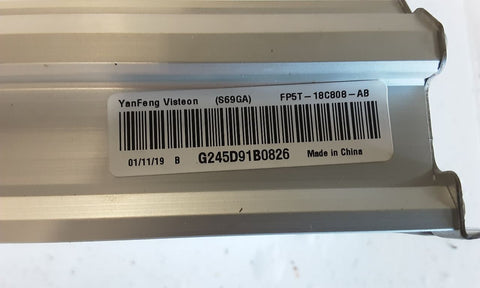 YanFeng Visteon (S69GA) FP5T-18C808-AB
01/11/19 B G245D91B0826 Made in China